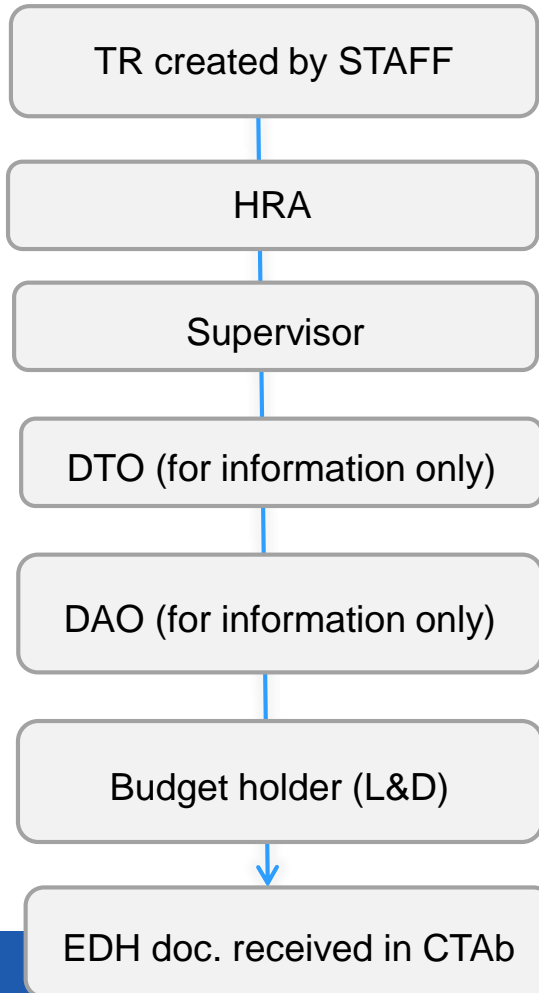 TR created by STAFF
HRA
Supervisor
DTO (for information only)
DAO (for information only)
Budget holder (L&D)
EDH doc. received in CTAb